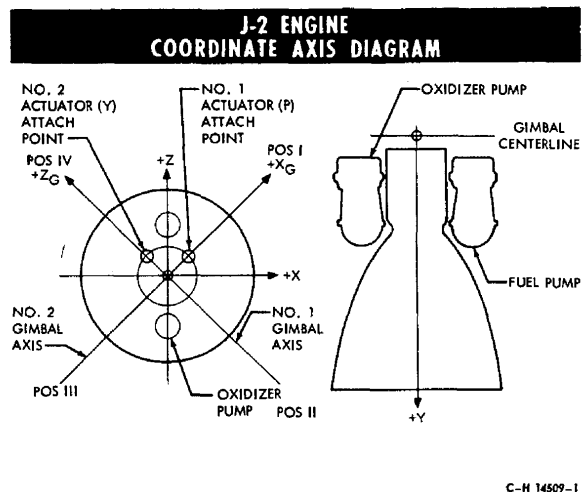 J-2 ENGINE
COORDINATE AXIS DIAGRAM
NO. 2
ACTUATOR (Y)
ATTACH
POINT
NO. 1
ACTUATOR (P)
ATTACH
POINT
POS IV
+ZG
+Z
POS I
+XG
+X
NO. 2
GIMBAL
AXIS
NO. 1
GIMBAL
AXIS
POS III
OXIDIZER
PUMP
POS II
OXIDIZER PUMP
GIMBAL
CENTERLINE
FUEL PUMP
+Y
C-H 14509-1